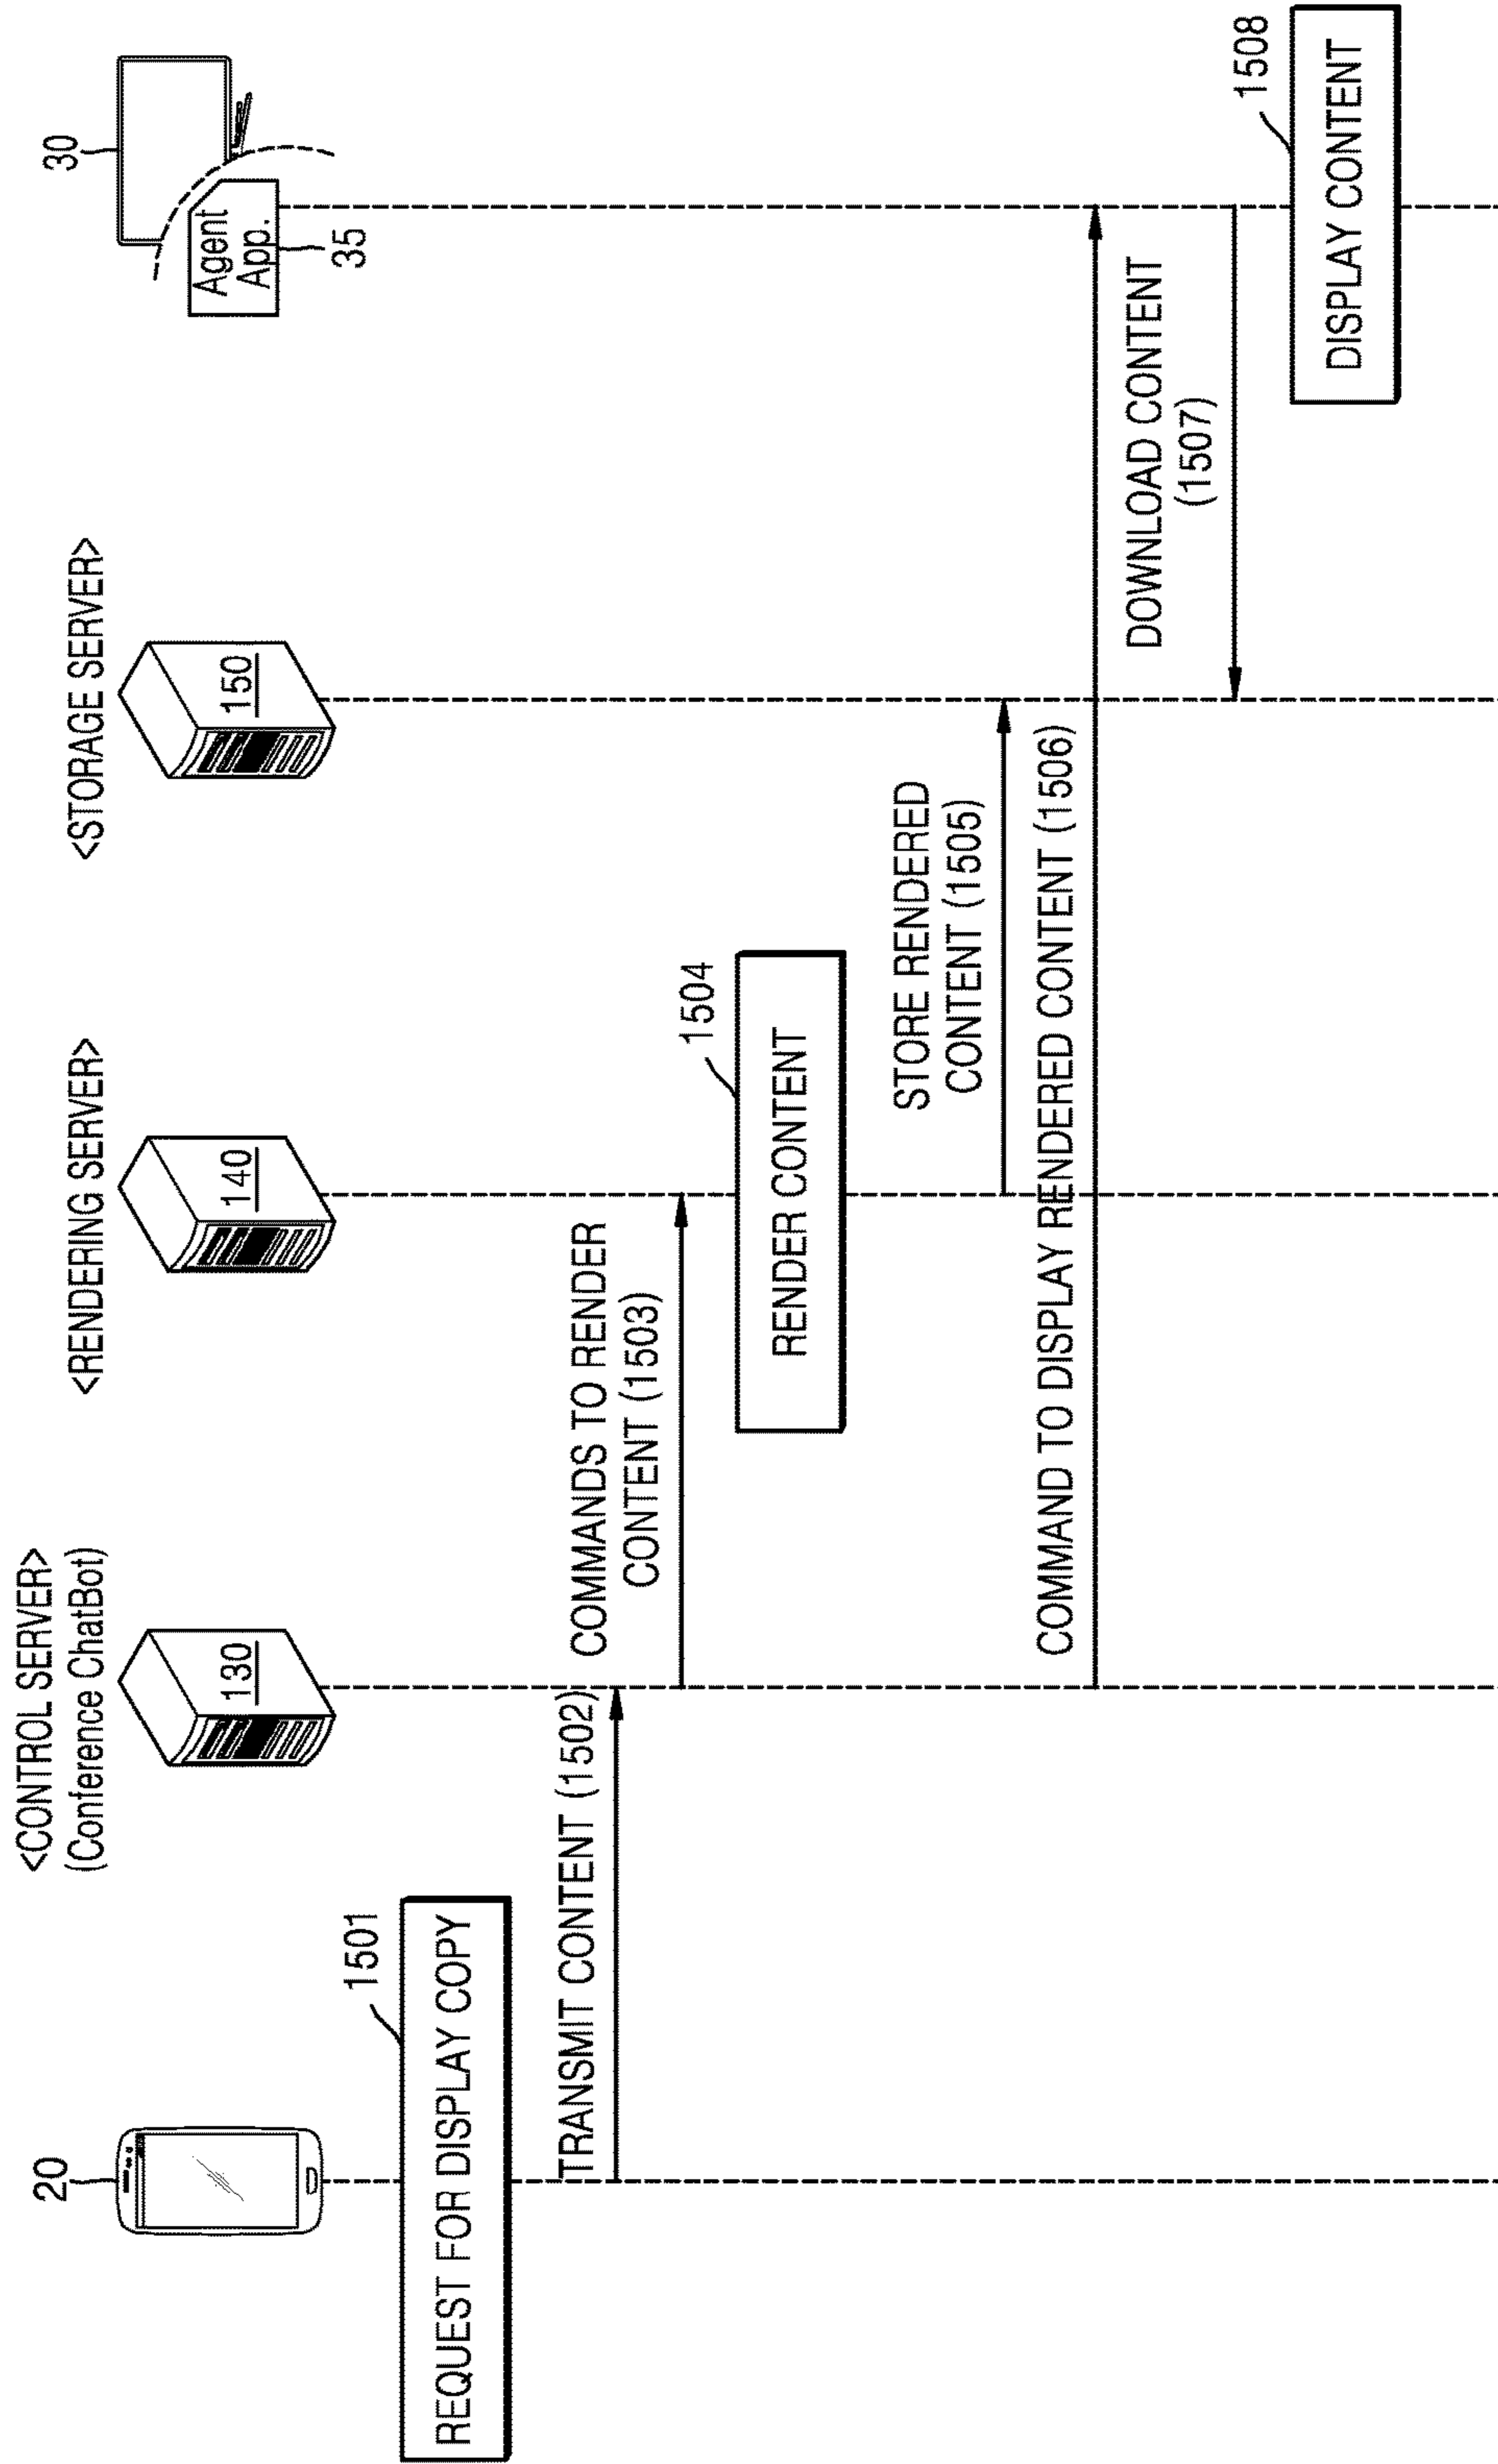 20
<CONTROL SERVER>
(Conference ChatBot)
130
<RENDERING SERVER>
140
<STORAGE SERVER>
150
30
Agent
App.
35
1501
REQUEST FOR DISPLAY COPY
TRANSMIT CONTENT (1502)
COMMANDS TO RENDER
CONTENT (1503)
1504
RENDER CONTENT
STORE RENDERED
CONTENT (1505)
COMMAND TO DISPLAY RENDERED CONTENT (1506)
DOWNLOAD CONTENT
(1507)
1508
DISPLAY CONTENT